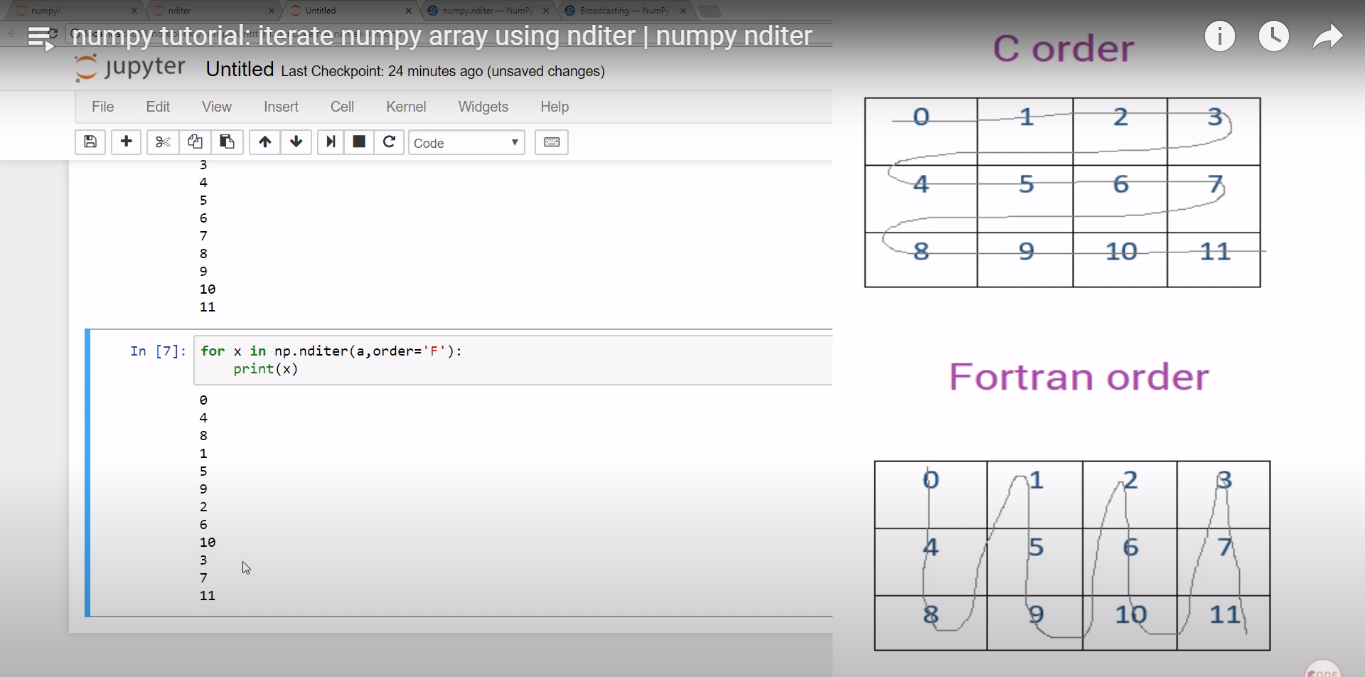 numpy/
nditer
Untitled
numpy.nditer — NumPy
Broadcasting — NumPy
numpy tutorial: iterate numpy array using nditer | numpy nditer
jupyter Untitled Last Checkpoint: 24 minutes ago (unsaved changes)
File Edit View Insert Cell Kernel Widgets Help
Code
3
4
5
6
7
8
9
10
11
In [7]: for x in np.nditer(a,order='F'):
print(x)
0
4
8
1
5
9
2
6
10
3
7
11
C order
0 1 2 3
4 5 6 7
8 9 10 11
Fortran order
0 1 2 3
4 5 6 7
8 9 10 11